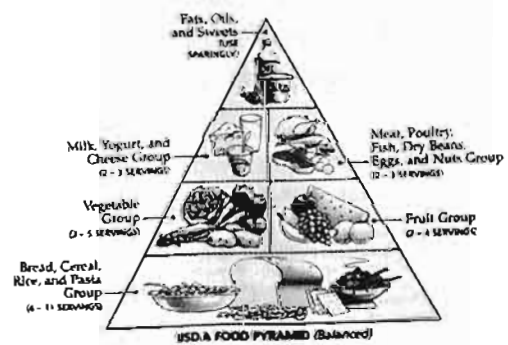 Fats, Oils,
and Sweets
(USE
SPARINGLY)
Milk, Yogurt, and
Cheese Group
(2 – 3 SERVINGS)
Meat, Poultry,
Fish, Dry Beans,
Eggs, and Nuts Group
(2 – 3 SERVINGS)
Vegetable
Group
(3 – 5 SERVINGS)
Fruit Group
(2 – 4 SERVINGS)
Bread, Cereal,
Rice, and Pasta
Group
(6 – 11 SERVINGS)
USDA FOOD PYRAMID (Balanced)